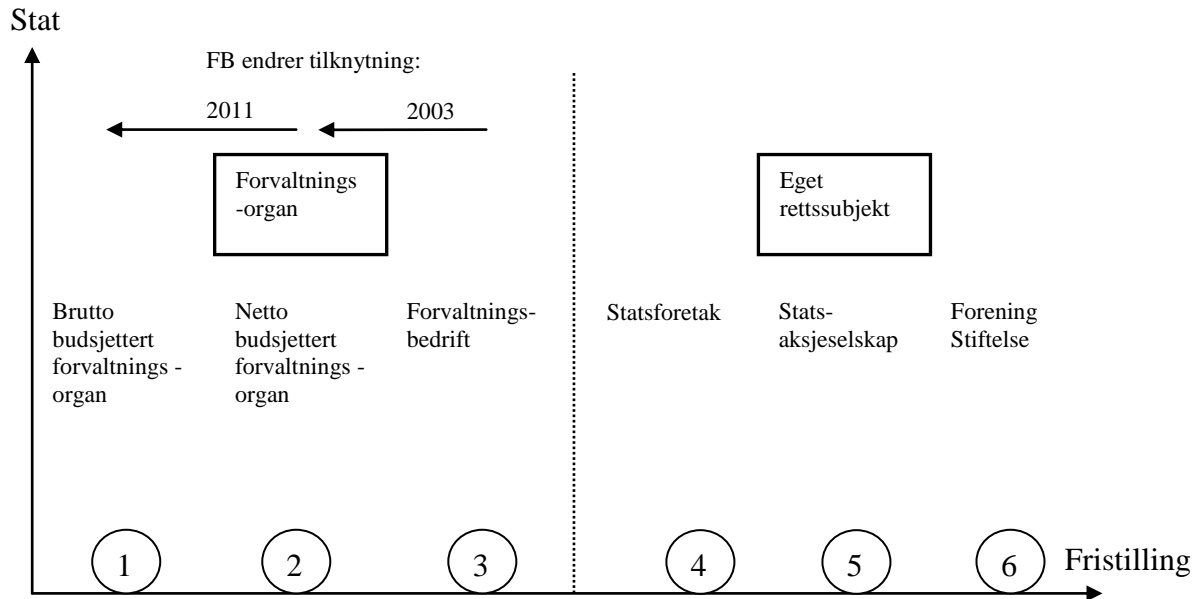 Stat
FB endrer tilknytning:
2011
2003
Forvaltnings
-organ
Eget
rettssubjekt
Brutto
budsjettert
forvaltnings -
organ
Netto
budsjettert
forvaltnings -
organ
Forvaltnings-
bedrift
Statsforetak
Stats-
aksjeselskap
Forening
Stiftelse
1
2
3
4
5
6
Fristilling